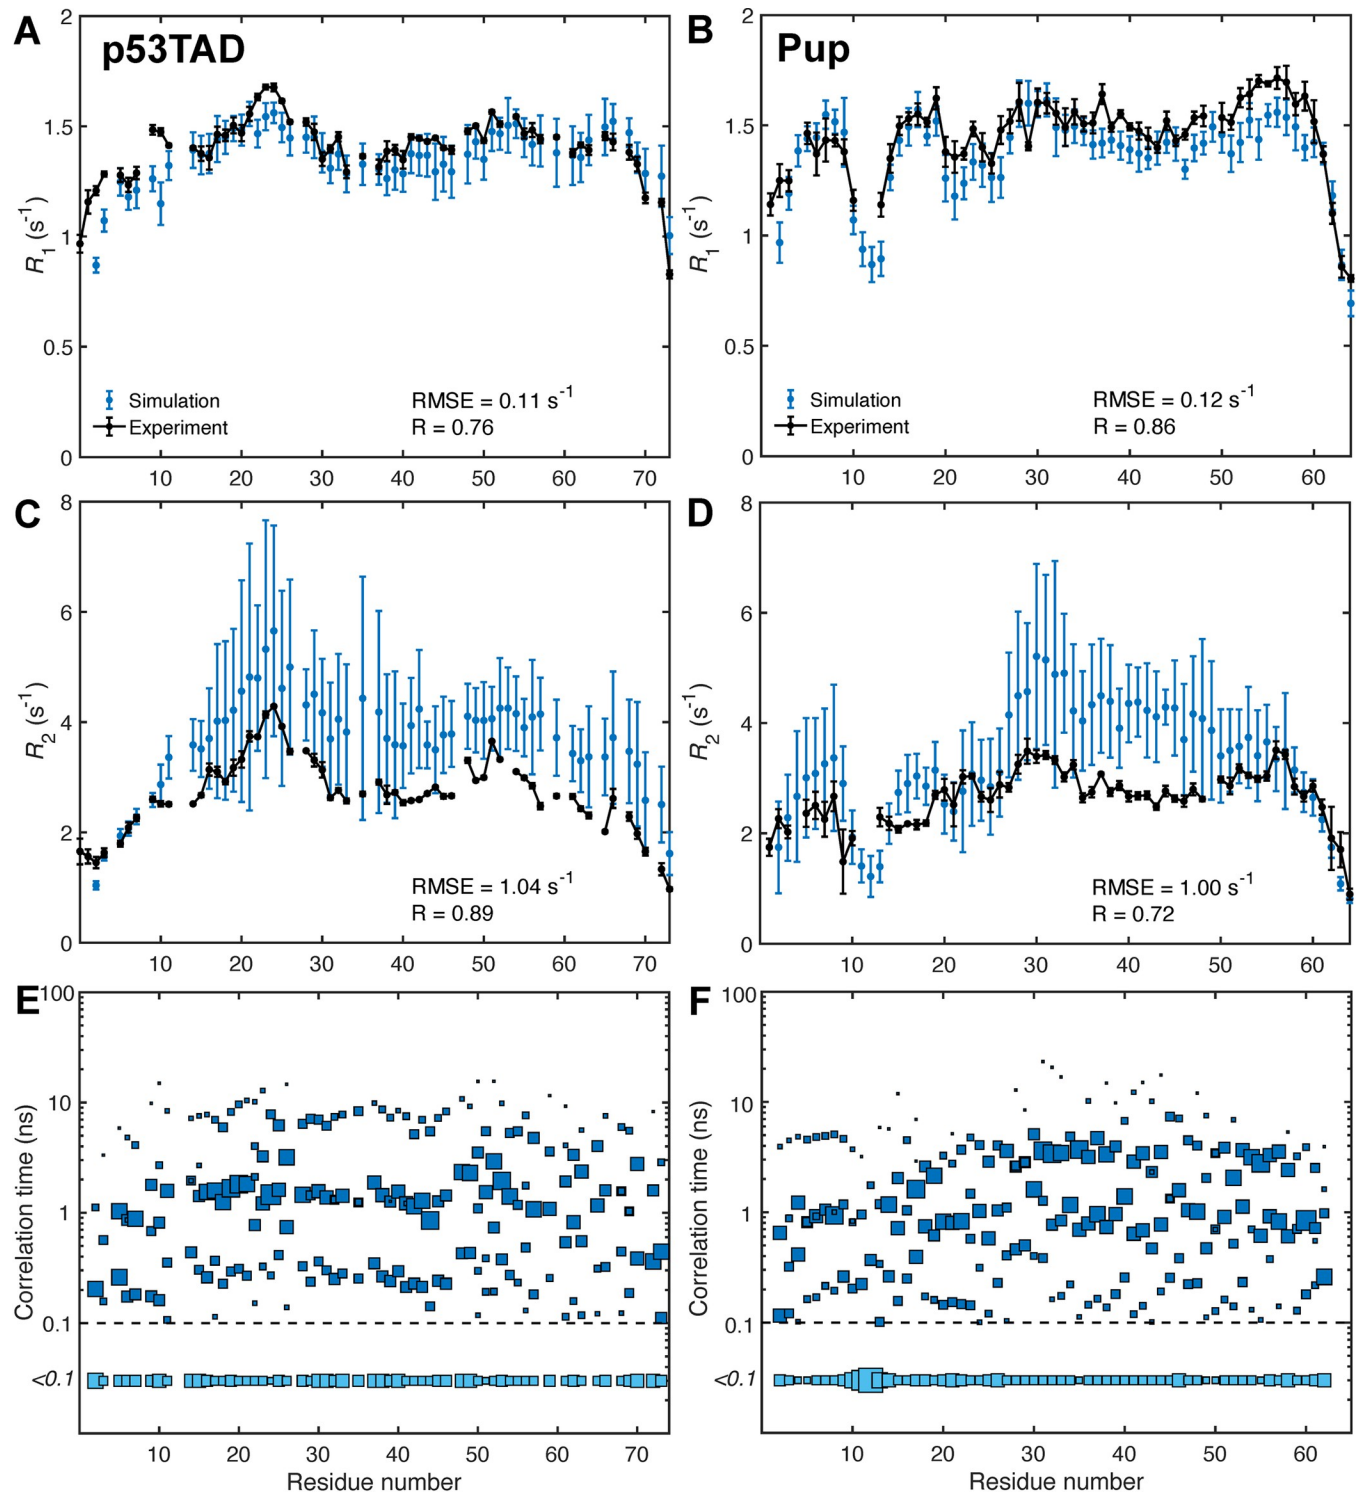 A
p53TAD
2
1.5
1
0.5
0
R1 (s-1)
Simulation
Experiment
RMSE = 0.11 s-1
R = 0.76
10 20 30 40 50 60 70
B
Pup
2
1.5
1
0.5
0
R1 (s-1)
Simulation
Experiment
RMSE = 0.12 s-1
R = 0.86
10 20 30 40 50 60
C
8
6
4
2
0
R2 (s-1)
RMSE = 1.04 s-1
R = 0.89
10 20 30 40 50 60 70
D
8
6
4
2
0
R2 (s-1)
RMSE = 1.00 s-1
R = 0.72
10 20 30 40 50 60
E
100
10
1
0.1
<0.1
Correlation time (ns)
10 20 30 40 50 60 70
Residue number
F
100
10
1
0.1
<0.1
Correlation time (ns)
10 20 30 40 50 60
Residue number